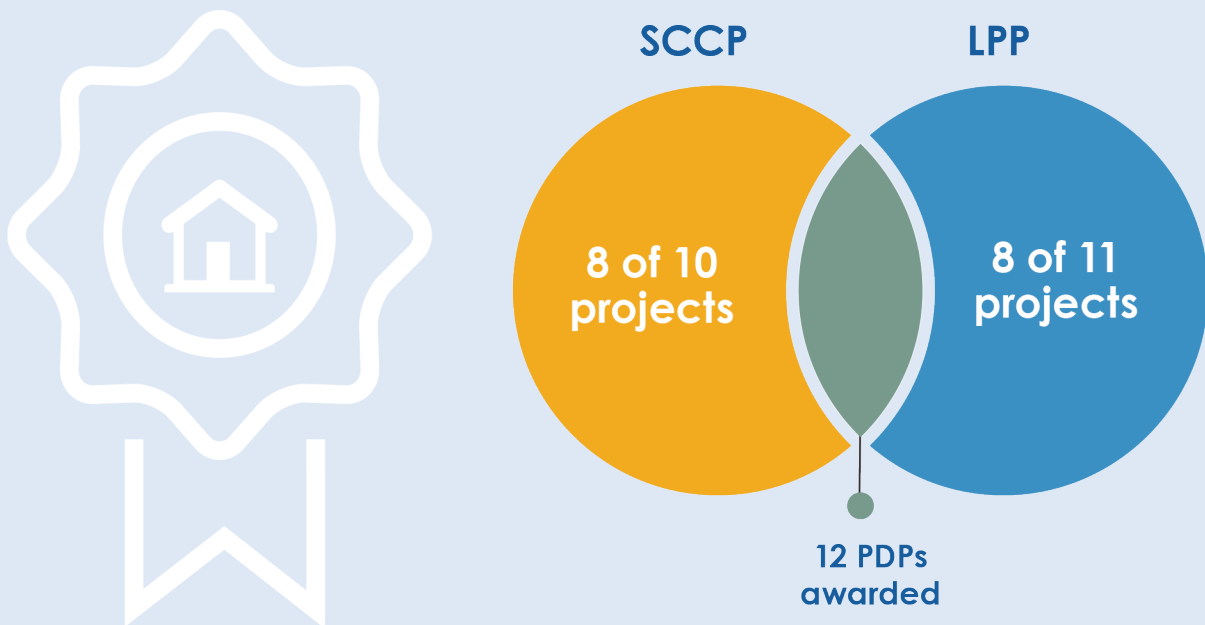 SCCP
LPP
8 of 10
projects
8 of 11
projects
12 PDPs
awarded